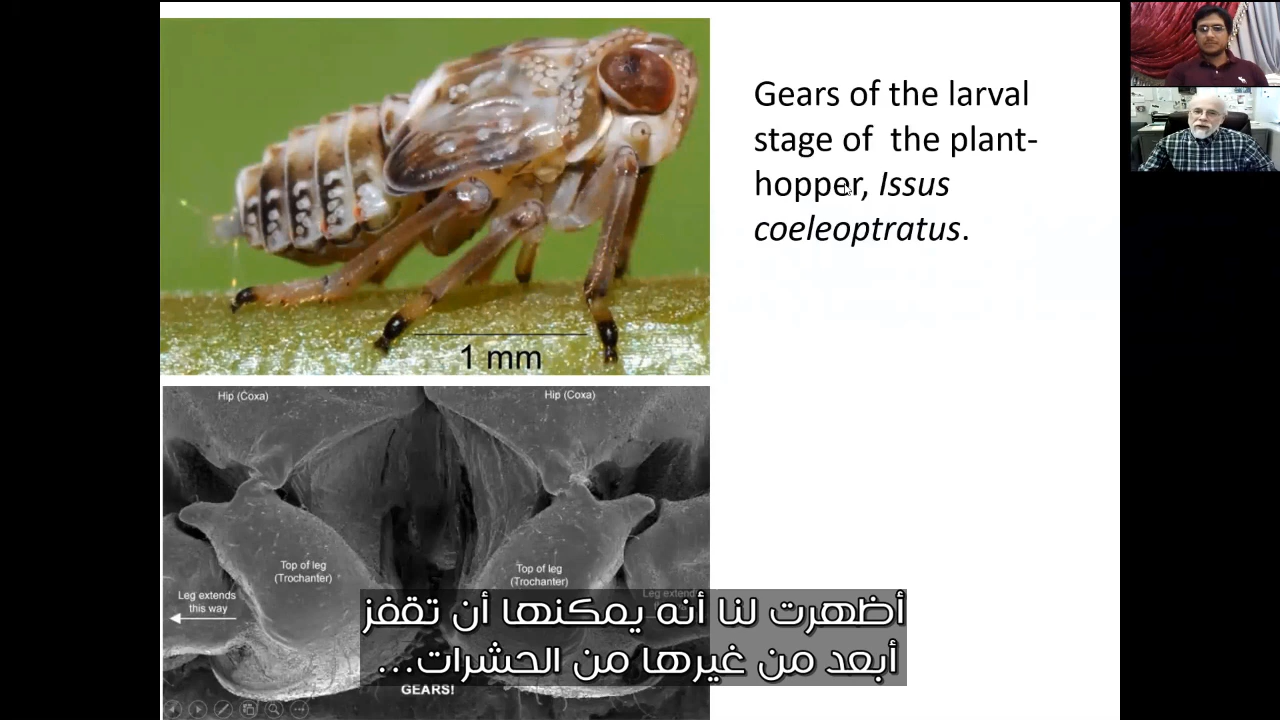 Gears of the larval
stage of the plant-
hopper, Issus
coeleoptratus.
1 mm
Hip (Coxa)
Hip (Coxa)
Top of leg
(Trochanter)
Top of leg
(Trochanter)
Leg extends
this way
Leg extends
أظهرت لنا أنه يمكنها أن تقفز
أبعد من غيرها من الحشرات...
GEARS!